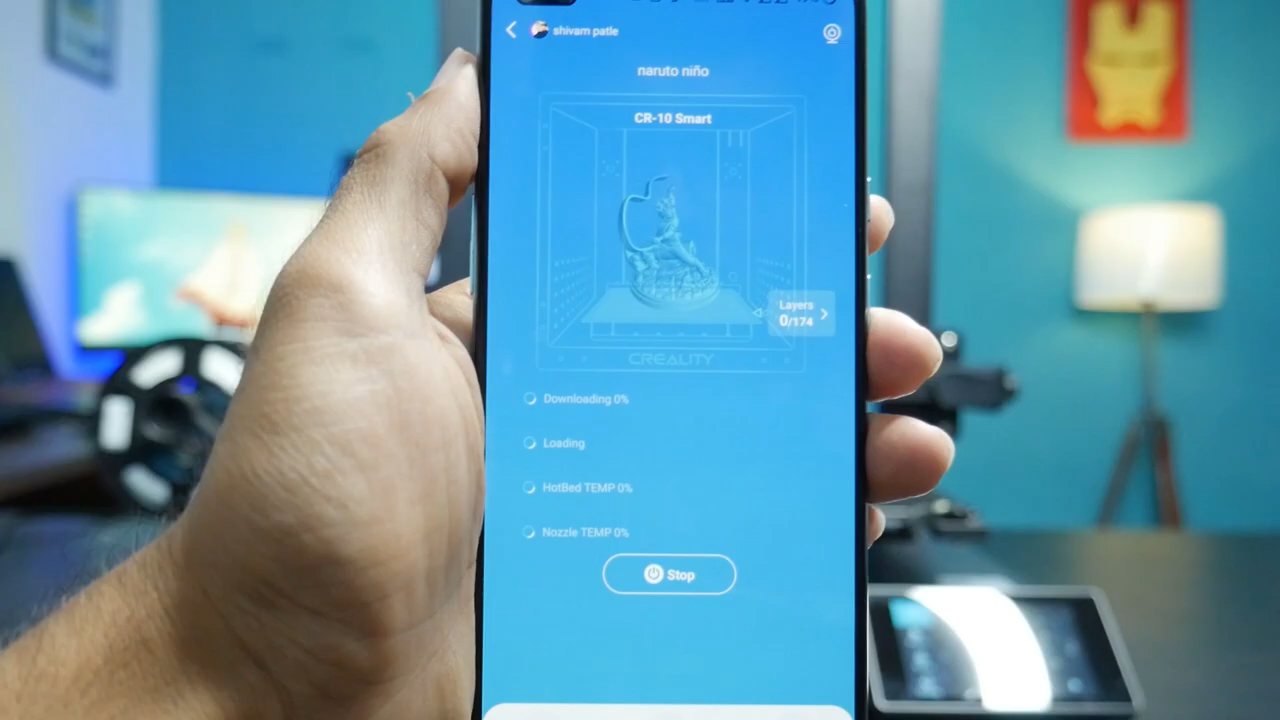 shivam patle
naruto niño
CR-10 Smart
Layers
0/174
CREALITY
Downloading 0%
Loading
HotBed TEMP 0%
Nozzle TEMP 0%
Stop